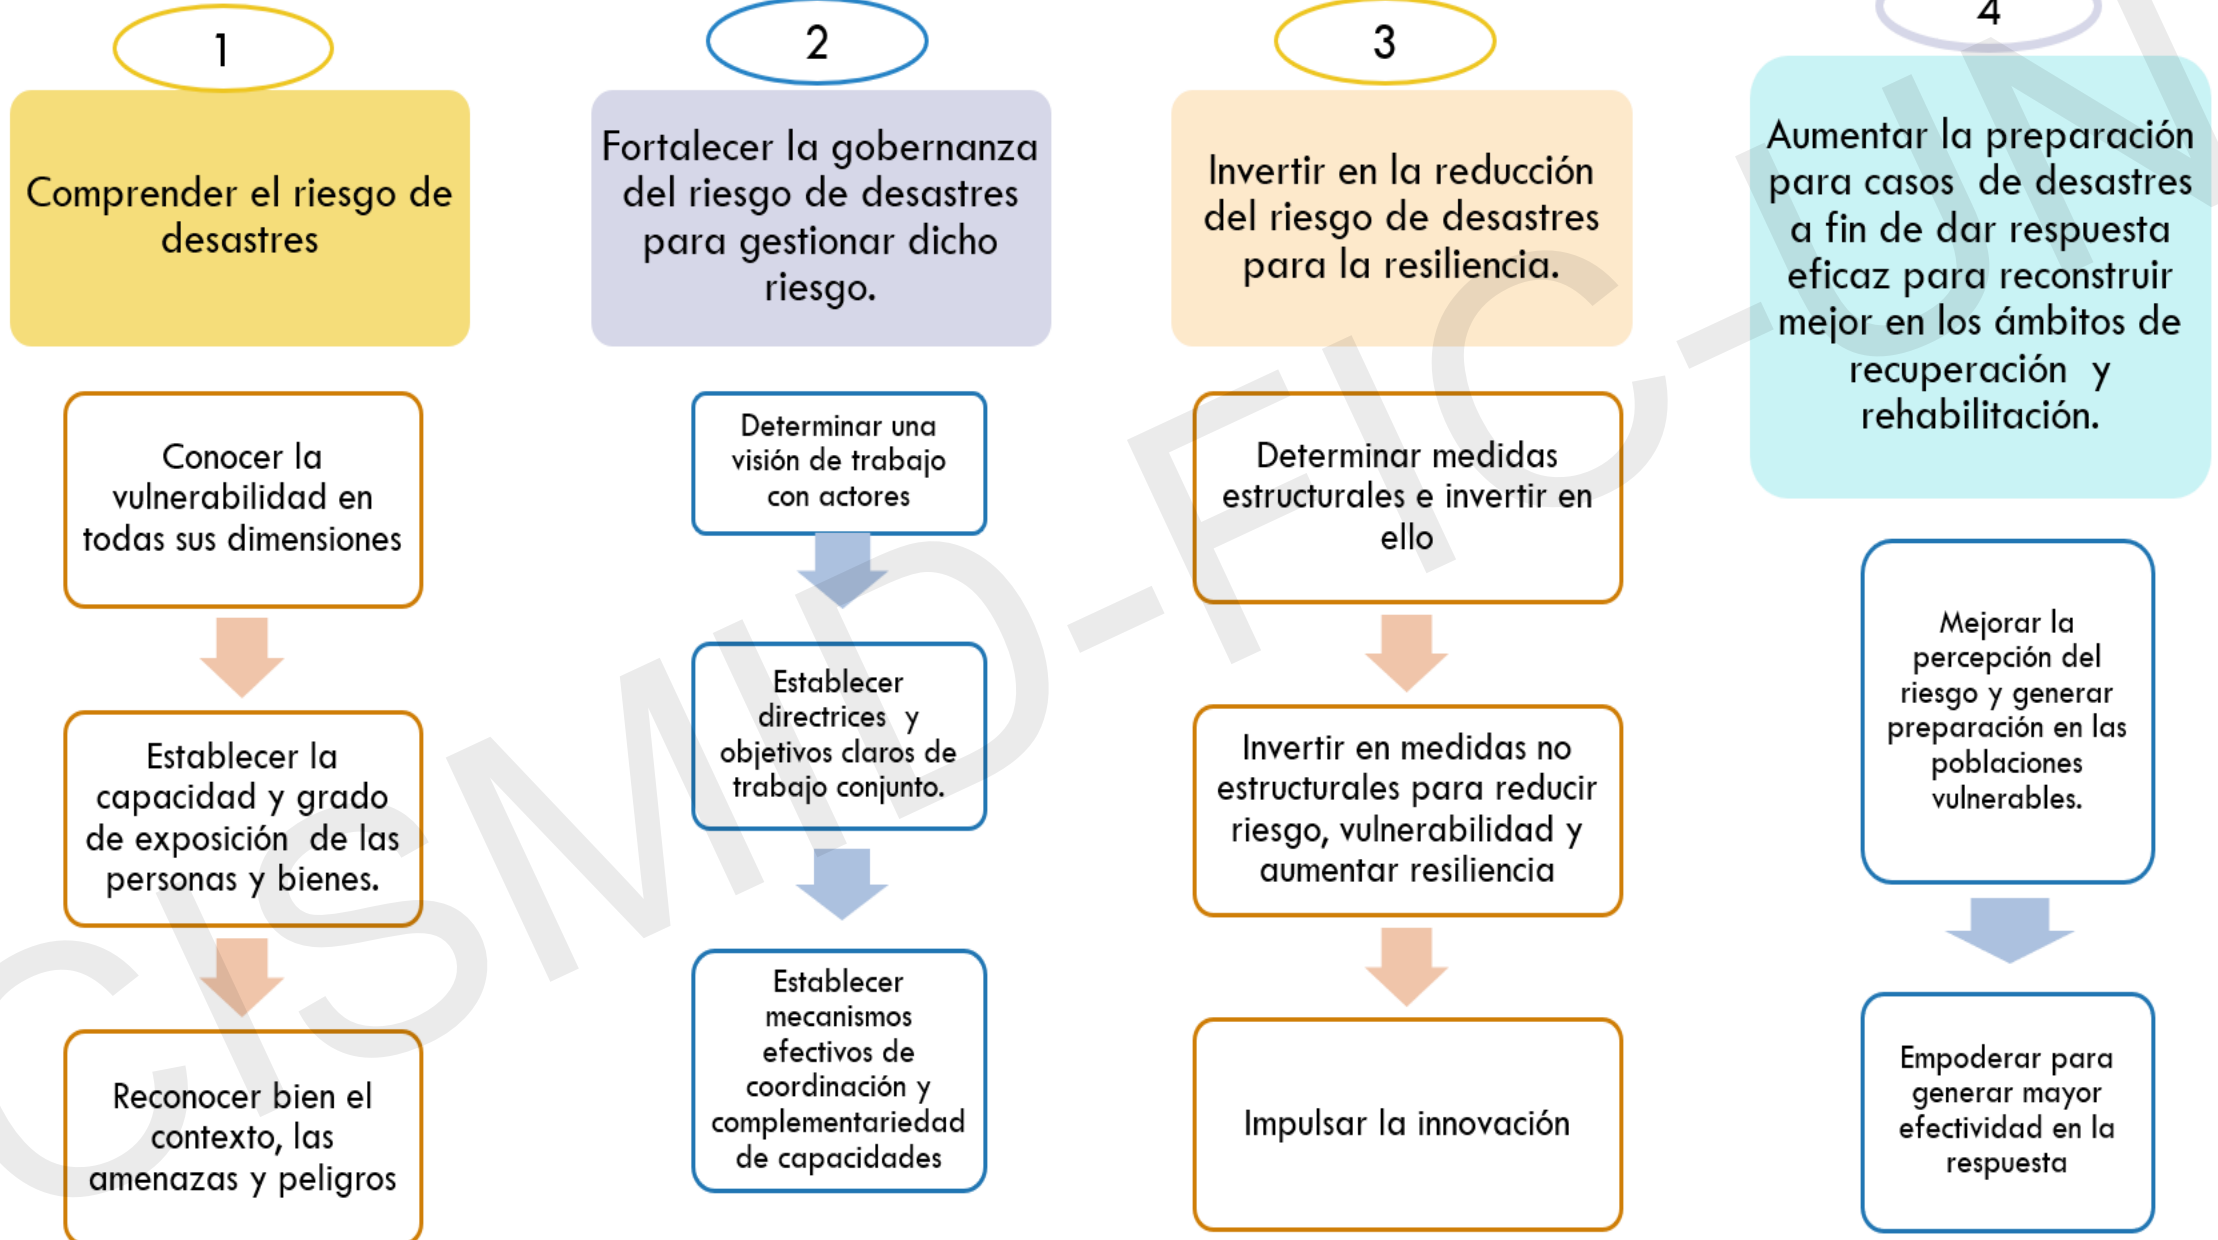 1
Comprender el riesgo de
desastres
Conocer la
vulnerabilidad en
todas sus dimensiones
Establecer la
capacidad y grado
de exposición de las
personas y bienes.
Reconocer bien el
contexto, las
amenazas y peligros
2
Fortalecer la gobernanza
del riesgo de desastres
para gestionar dicho
riesgo.
Determinar una
visión de trabajo
con actores
Establecer
directrices y
objetivos claros de
trabajo conjunto.
Establecer
mecanismos
efectivos de
coordinación y
complementariedad
de capacidades
3
Invertir en la reducción
del riesgo de desastres
para la resiliencia.
Determinar medidas
estructurales e invertir en
ello
Invertir en medidas no
estructurales para reducir
riesgo, vulnerabilidad y
aumentar resiliencia
Impulsar la innovación
4
Aumentar la preparación
para casos de desastres
a fin de dar respuesta
eficaz para reconstruir
mejor en los ámbitos de
recuperación y
rehabilitación.
Mejorar la
percepción del
riesgo y generar
preparación en las
poblaciones
vulnerables.
Empoderar para
generar mayor
efectividad en la
respuesta
CISMID-FIC-UN